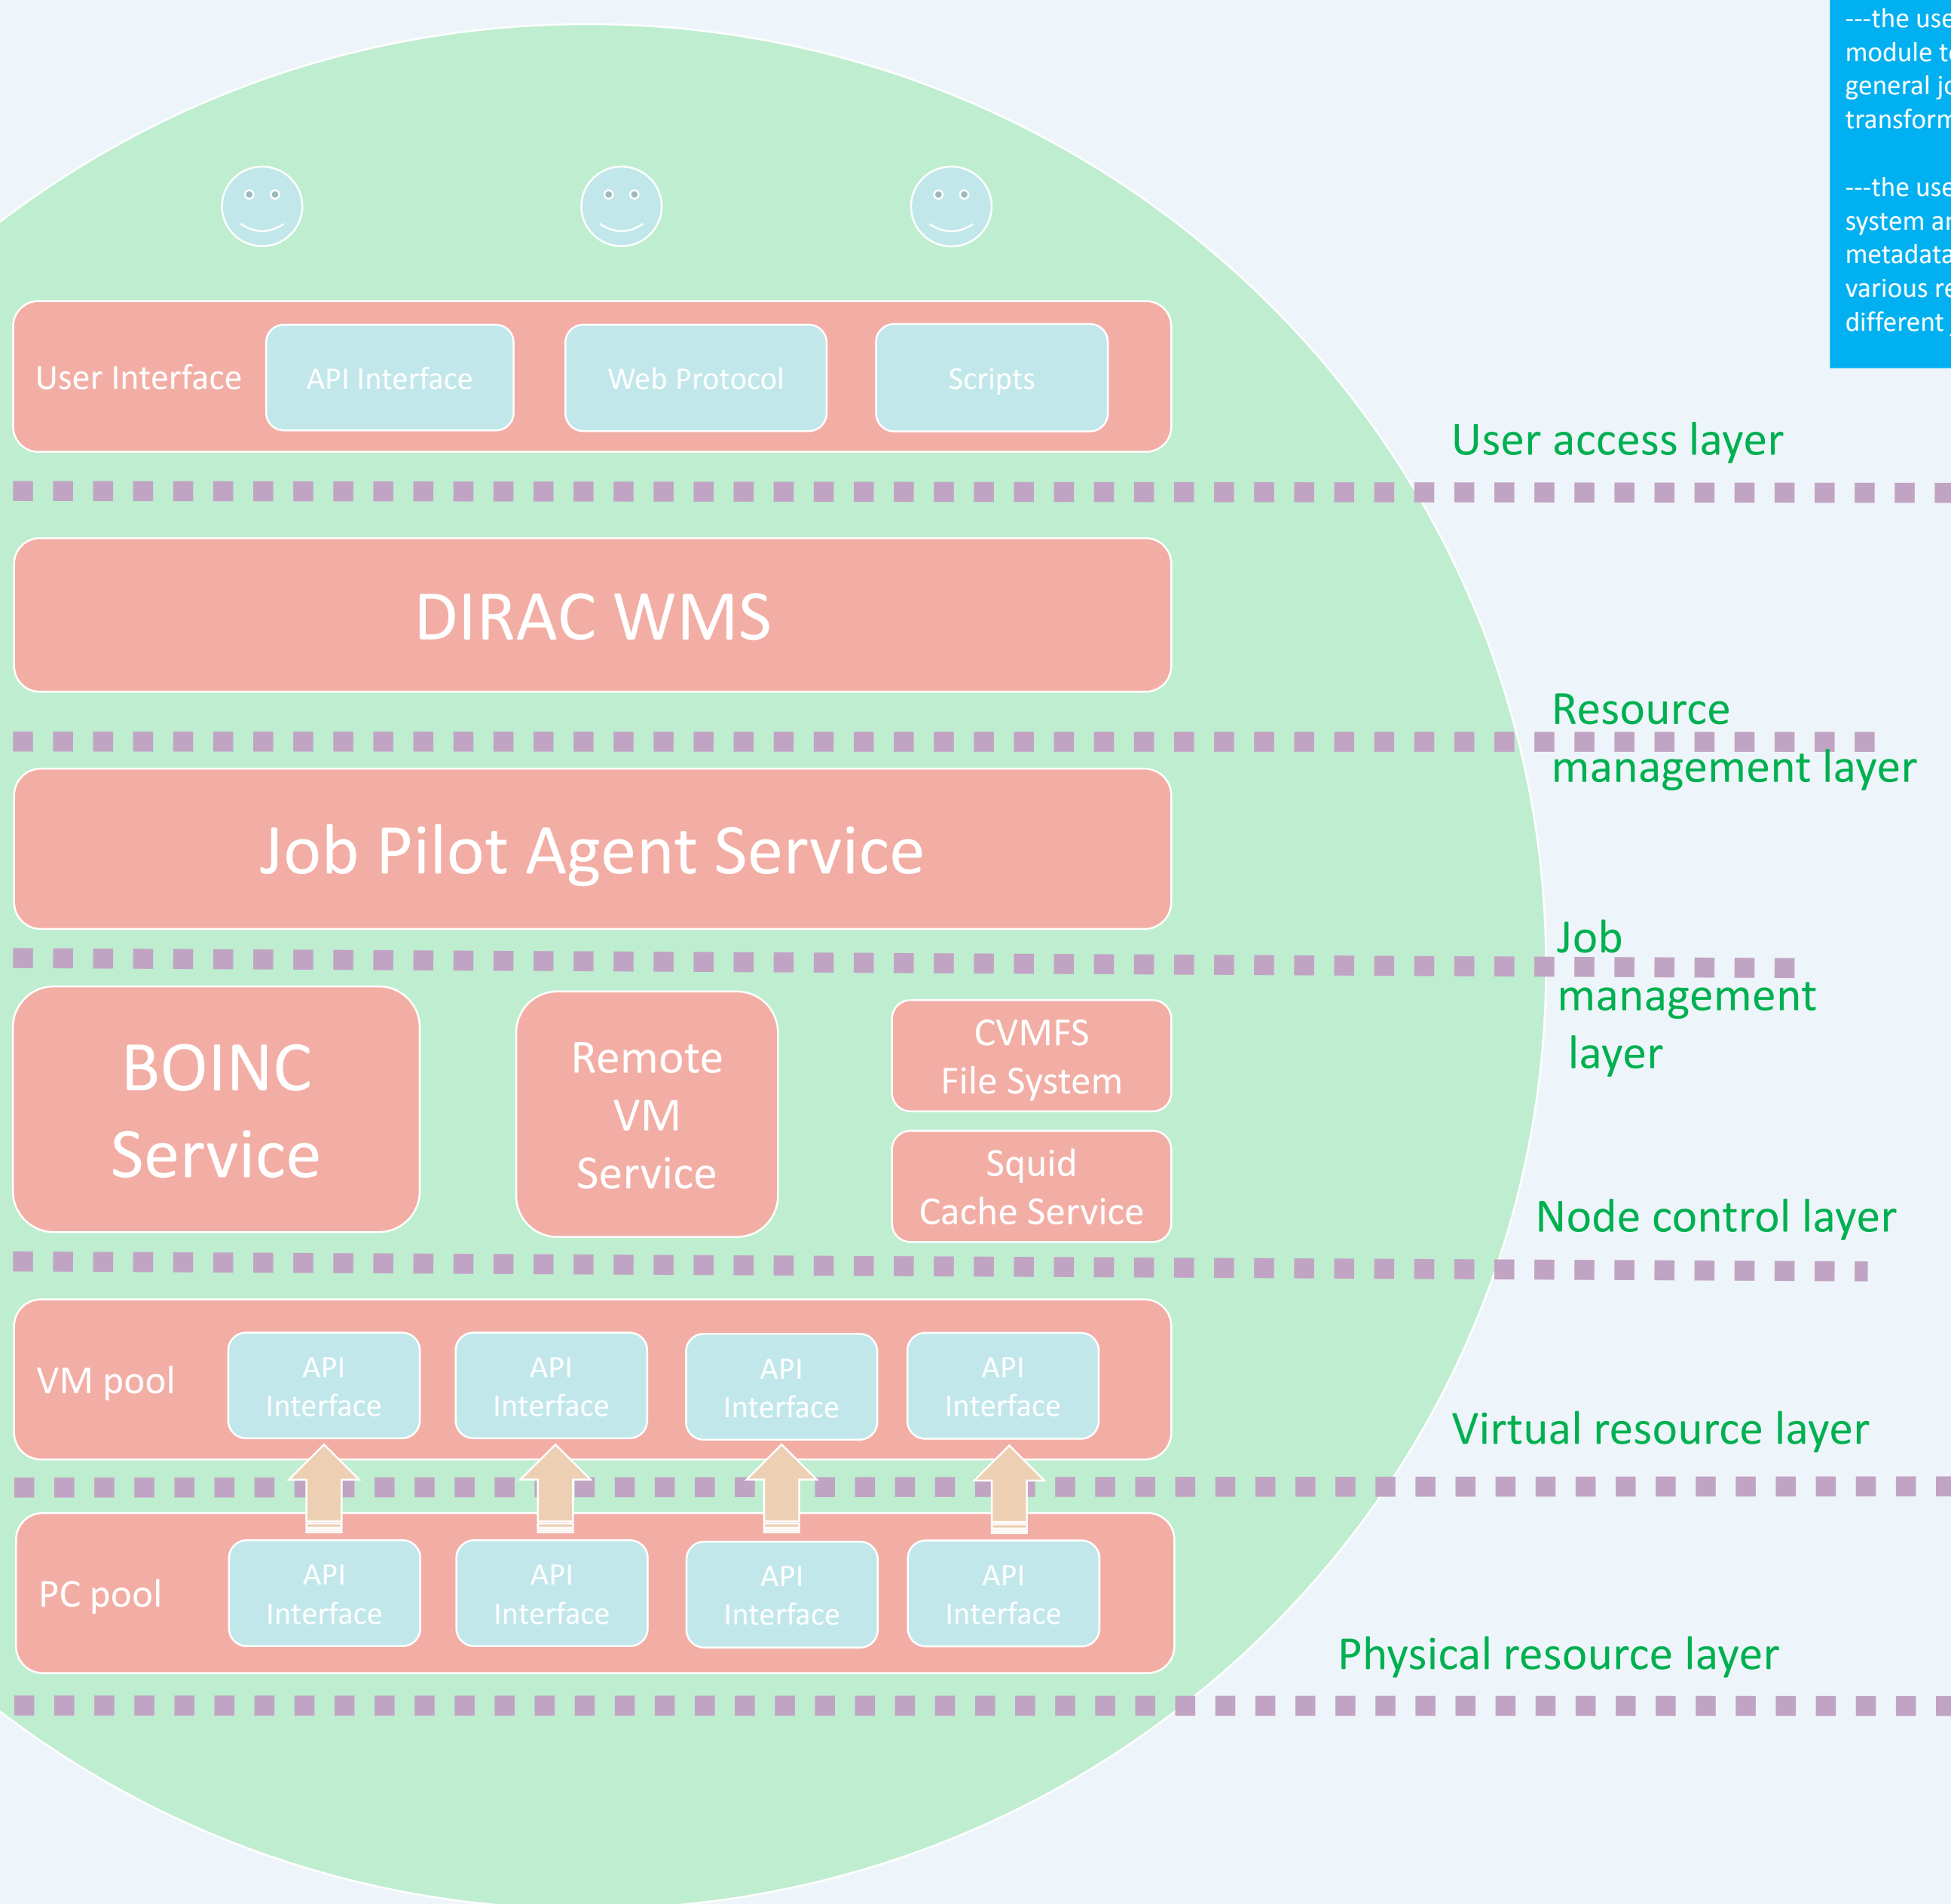 ---the use
module t
general j
transform
---the use
system a
metadata
various re
different
User Interface
API Interface
Web Protocol
Scripts
User access layer
DIRAC WMS
Resource
management layer
Job Pilot Agent Service
Job
management
layer
BOINC
Service
Remote
VM
Service
CVMFS
File System
Squid
Cache Service
Node control layer
VM pool
API
Interface
API
Interface
API
Interface
API
Interface
Virtual resource layer
PC pool
API
Interface
API
Interface
API
Interface
API
Interface
Physical resource layer